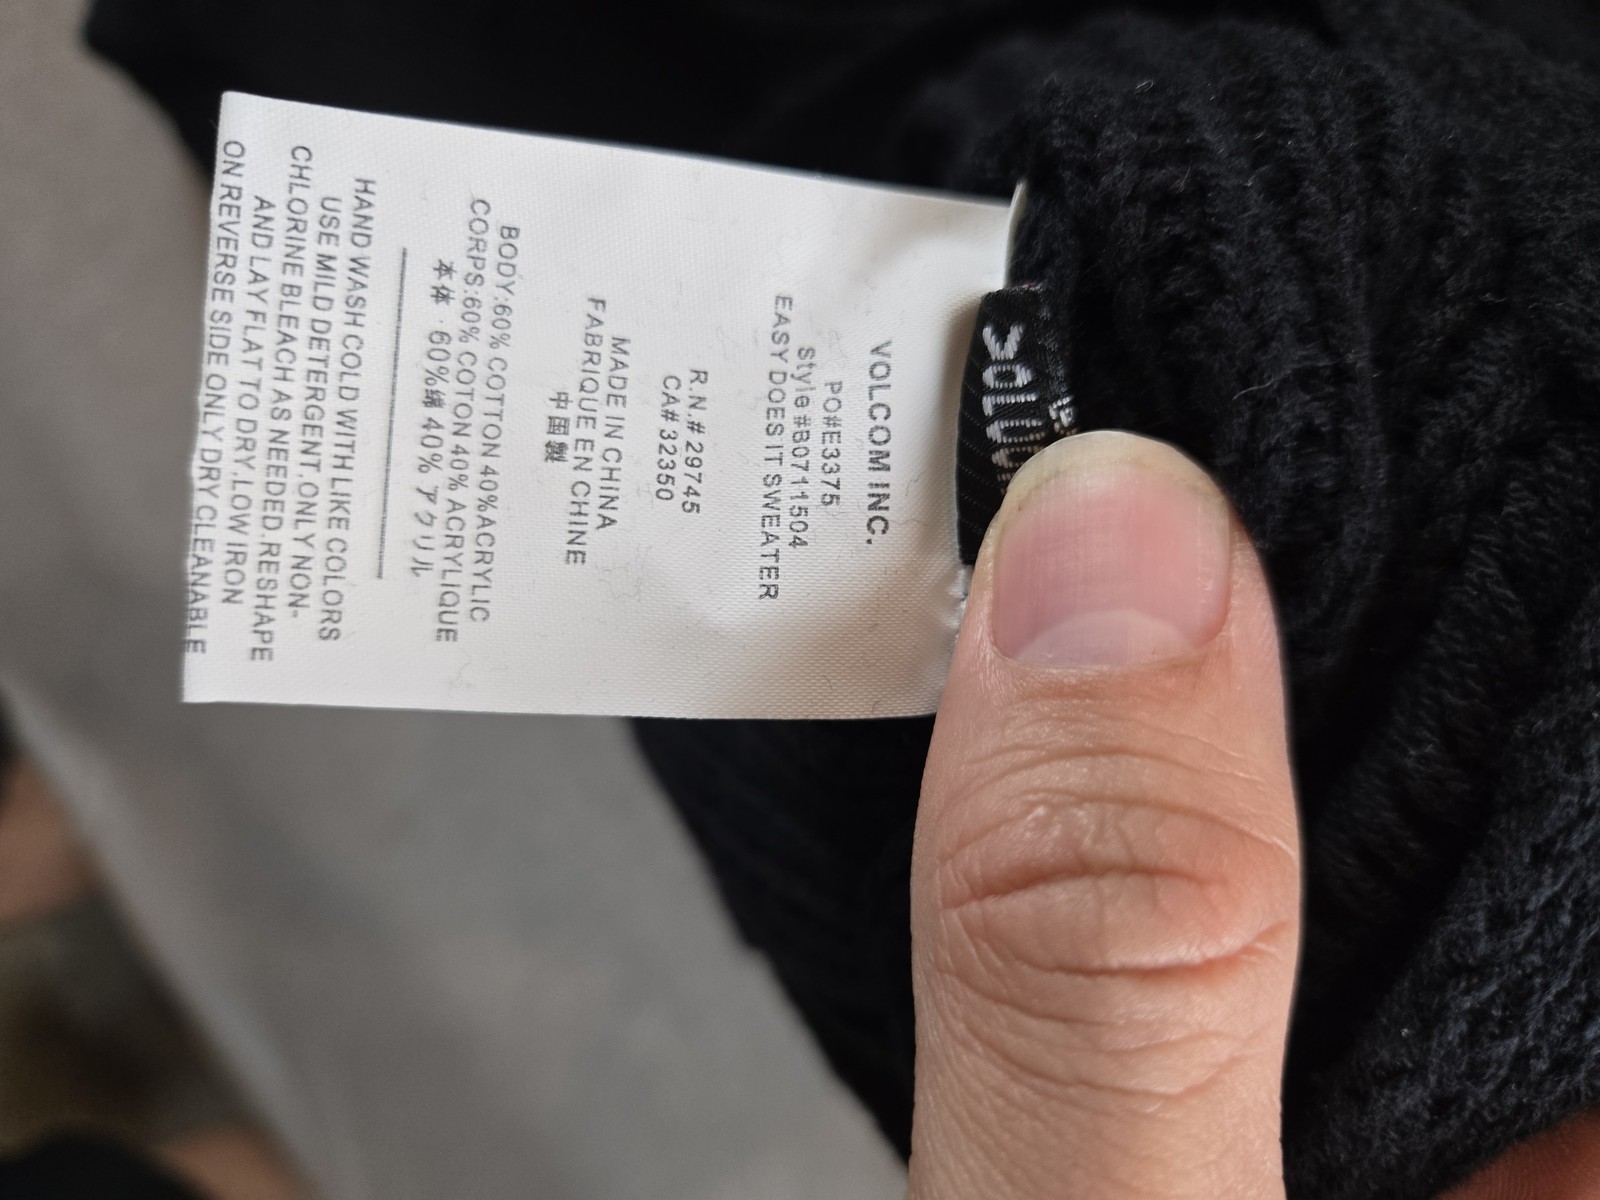 VOLCOM INC.
PO#E3375
Style#B0711504
EASY DOES IT SWEATER
R.N.# 29745
CA# 32350
MADE IN CHINA
FABRIQUE EN CHINE
中国製
BODY:60% COTTON 40%ACRYLIC
CORPS:60% COTON 40% ACRYLIQUE
本体 · 60%綿 40% アクリル
HAND WASH COLD WITH LIKE COLORS
USE MILD DETERGENT.ONLY NON-
CHLORINE BLEACH AS NEEDED.RESHAPE
AND LAY FLAT TO DRY.LOW IRON
ON REVERSE SIDE ONLY DRY CLEANABLE